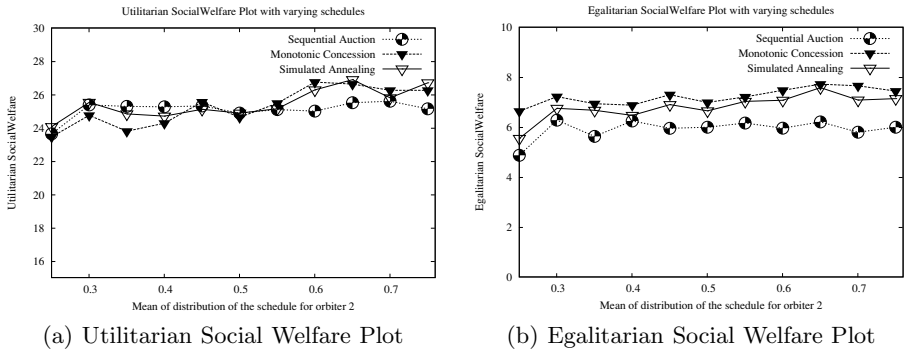 Utilitarian SocialWelfare Plot with varying schedules
30
28
26
24
22
20
18
16
Utilitarian SocialWelfare
Sequential Auction
Monotonic Concession
Simulated Annealing
0.3
0.4
0.5
0.6
0.7
Mean of distribution of the schedule for orbiter 2
(a) Utilitarian Social Welfare Plot
Egalitarian SocialWelfare Plot with varying schedules
10
8
6
4
2
0
Egalitarian SocialWelfare
Sequential Auction
Monotonic Concession
Simulated Annealing
0.3
0.4
0.5
0.6
0.7
Mean of distribution of the schedule for orbiter 2
(b) Egalitarian Social Welfare Plot